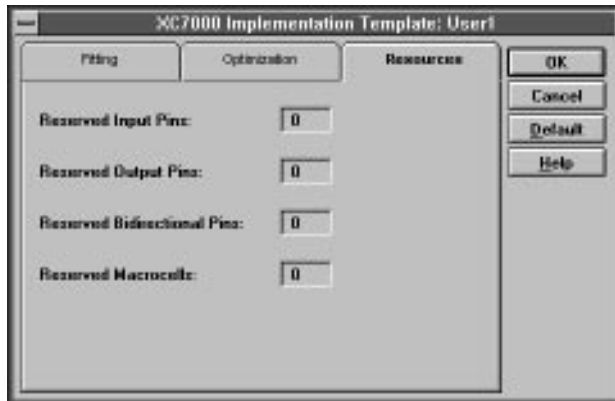 XC7000 Implementation Template: User1
Fitting
Optimization
Resources
OK
Cancel
Default
Help
Reserved Input Pins: 0
Reserved Output Pins: 0
Reserved Bidirectional Pins: 0
Reserved Macrocells: 0